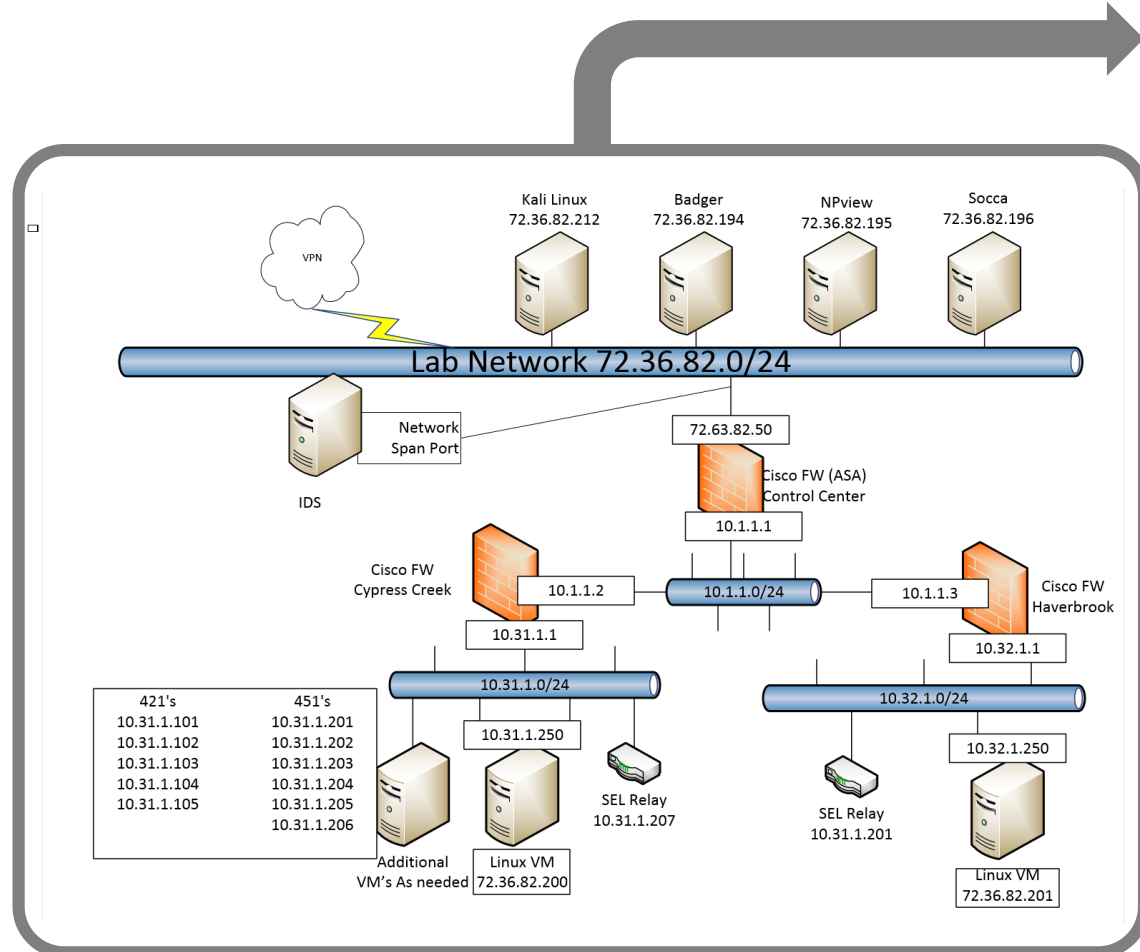 Kali Linux
72.36.82.212
Badger
72.36.82.194
NPview
72.36.82.195
Socca
72.36.82.196
VPN
Lab Network 72.36.82.0/24
Network
Span Port
IDS
72.63.82.50
Cisco FW (ASA)
Control Center
10.1.1.1
Cisco FW
Cypress Creek
10.1.1.2
10.1.1.0/24
10.1.1.3
Cisco FW
Haverbrook
10.31.1.1
10.32.1.1
10.31.1.0/24
10.32.1.0/24
421's
10.31.1.101
10.31.1.102
10.31.1.103
10.31.1.104
10.31.1.105
451's
10.31.1.201
10.31.1.202
10.31.1.203
10.31.1.204
10.31.1.205
10.31.1.206
10.31.1.250
10.32.1.250
Additional
VM's As needed
Linux VM
72.36.82.200
SEL Relay
10.31.1.207
SEL Relay
10.31.1.201
Linux VM
72.36.82.201